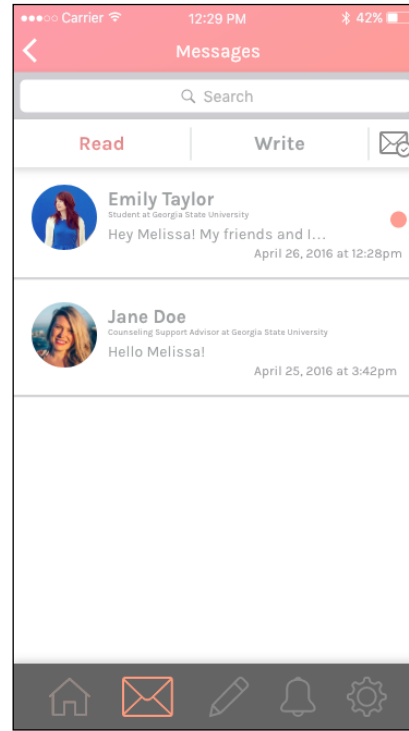 Carrier 12:29 PM 42%
Messages
Search
Read Write
Emily Taylor
Student at Georgia State University
Hey Melissa! My friends and I...
April 26, 2016 at 12:28pm
Jane Doe
Counseling Support Advisor at Georgia State University
Hello Melissa!
April 25, 2016 at 3:42pm